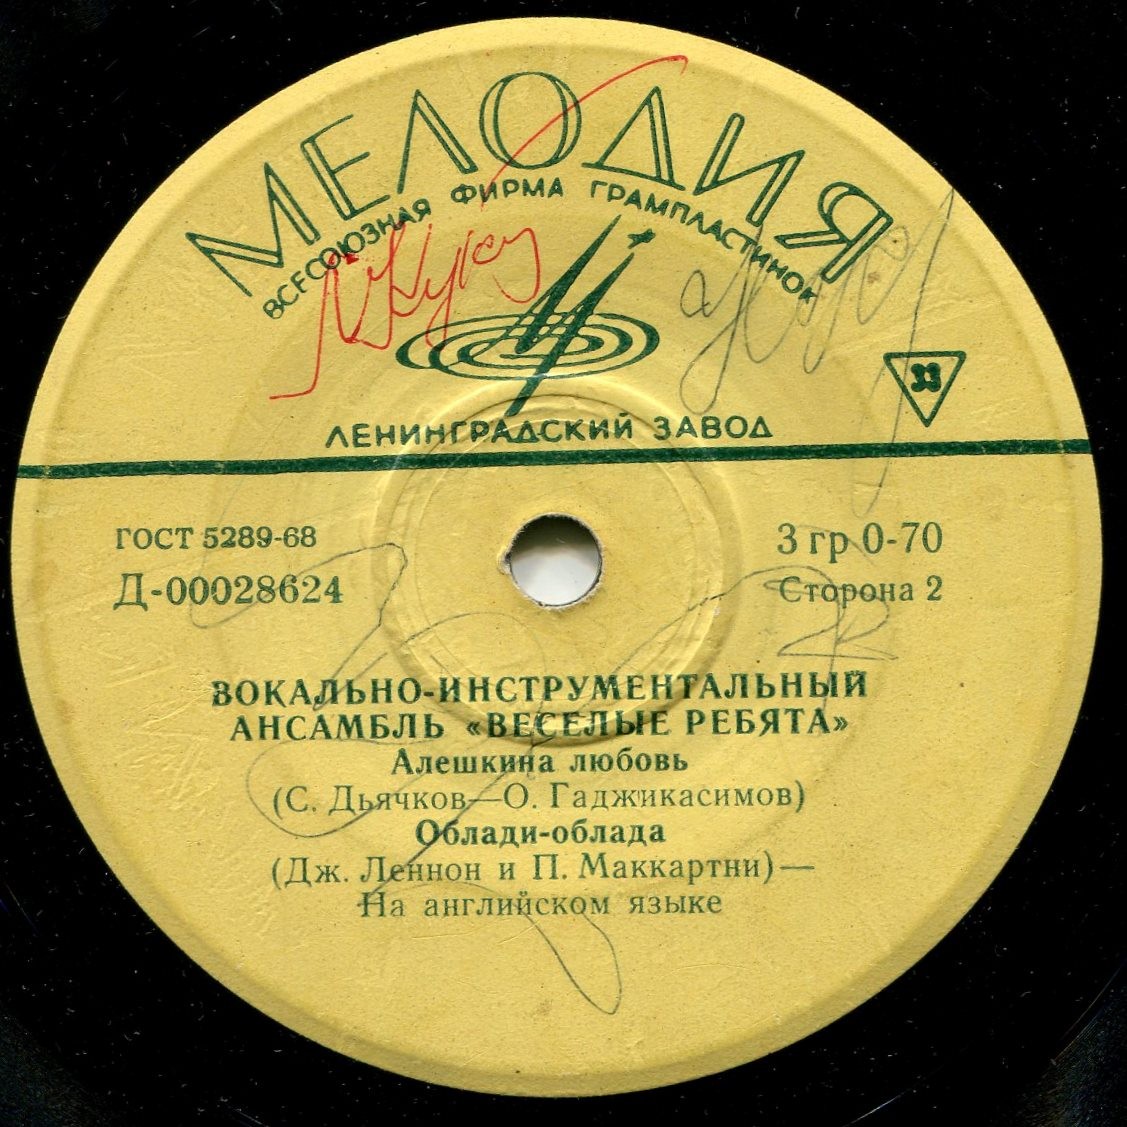 МЕЛОДИЯ
ВСЕСОЮЗНАЯ ФИРМА ГРАМПЛАСТИНОК
33
ЛЕНИНГРАДСКИЙ ЗАВОД
ГОСТ 5289-68
3 гр 0-70
Д-00028624
Сторона 2
ВОКАЛЬНО-ИНСТРУМЕНТАЛЬНЫЙ
АНСАМБЛЬ «ВЕСЕЛЫЕ РЕБЯТА»
Алешкина любовь
(С. Дьячков—О. Гаджикасимов)
Облади-облада
(Дж. Леннон и П. Маккартни)—
На английском языке